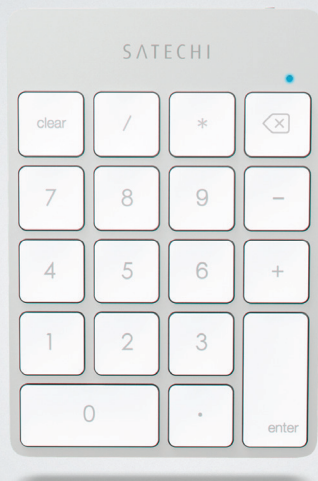 SATECHI
clear / *
7 8 9 -
4 5 6 +
1 2 3
0 . enter